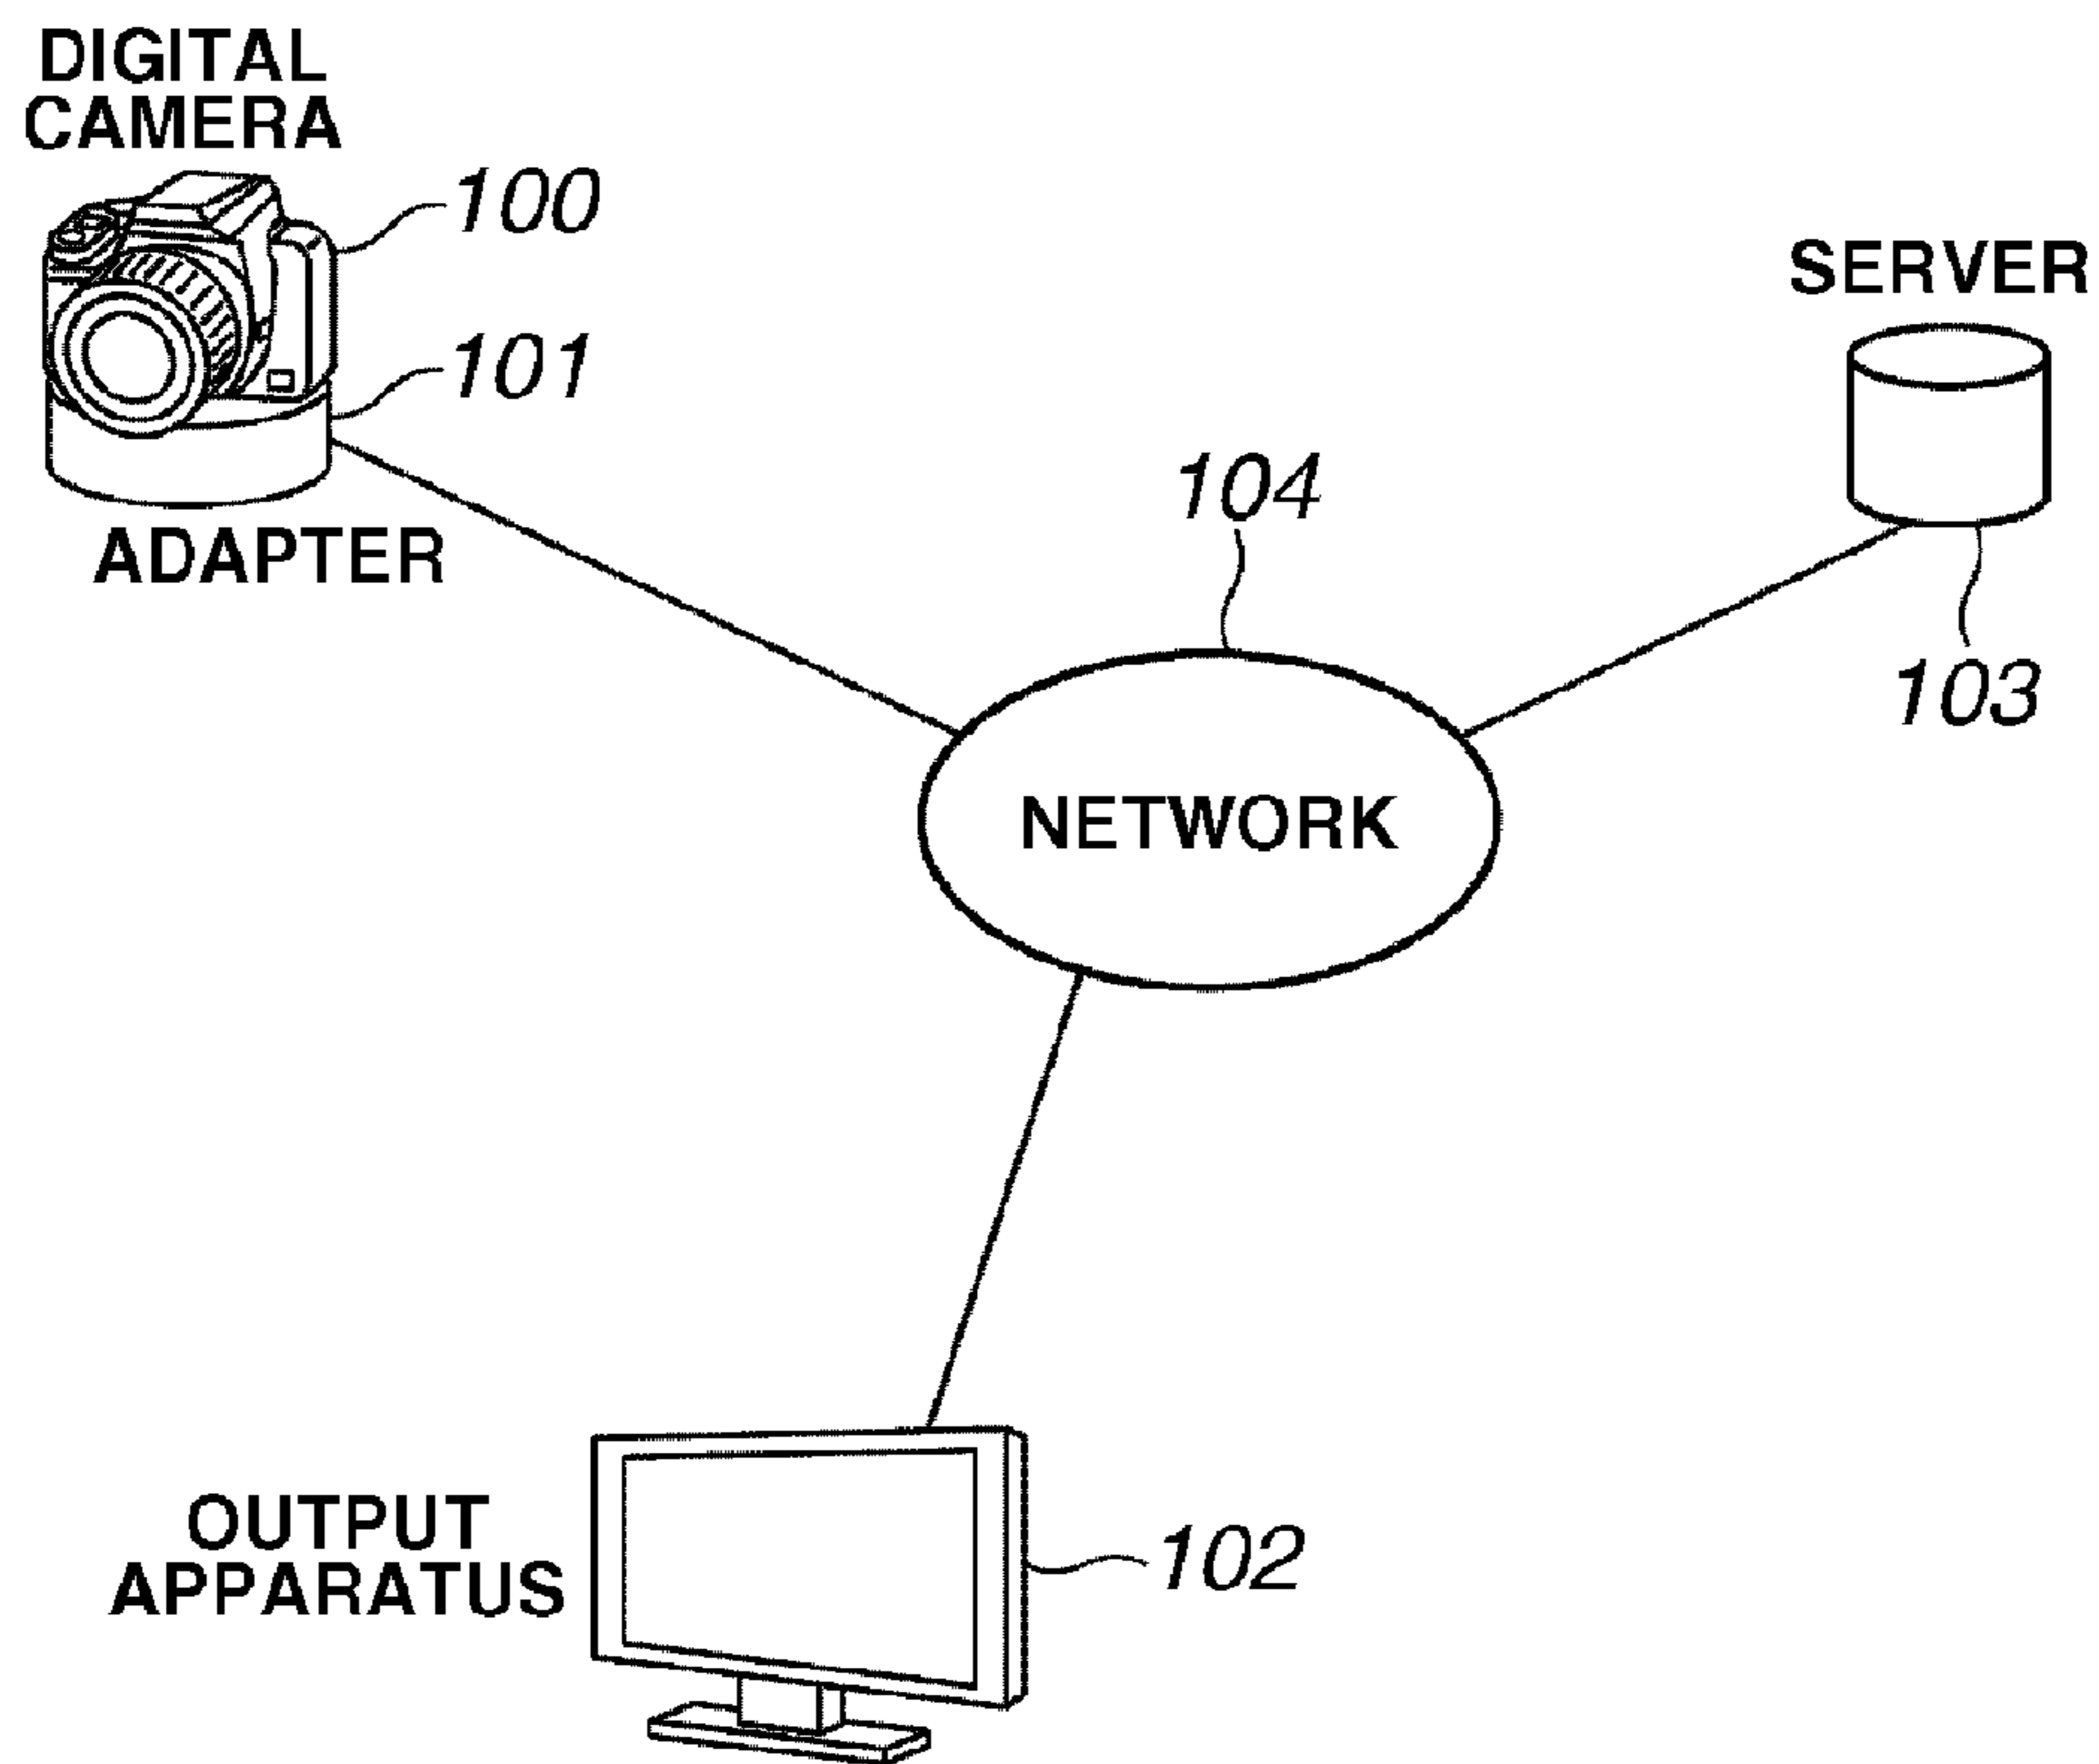 DIGITAL
CAMERA
100
101
ADAPTER
SERVER
103
104
NETWORK
OUTPUT
APPARATUS
102